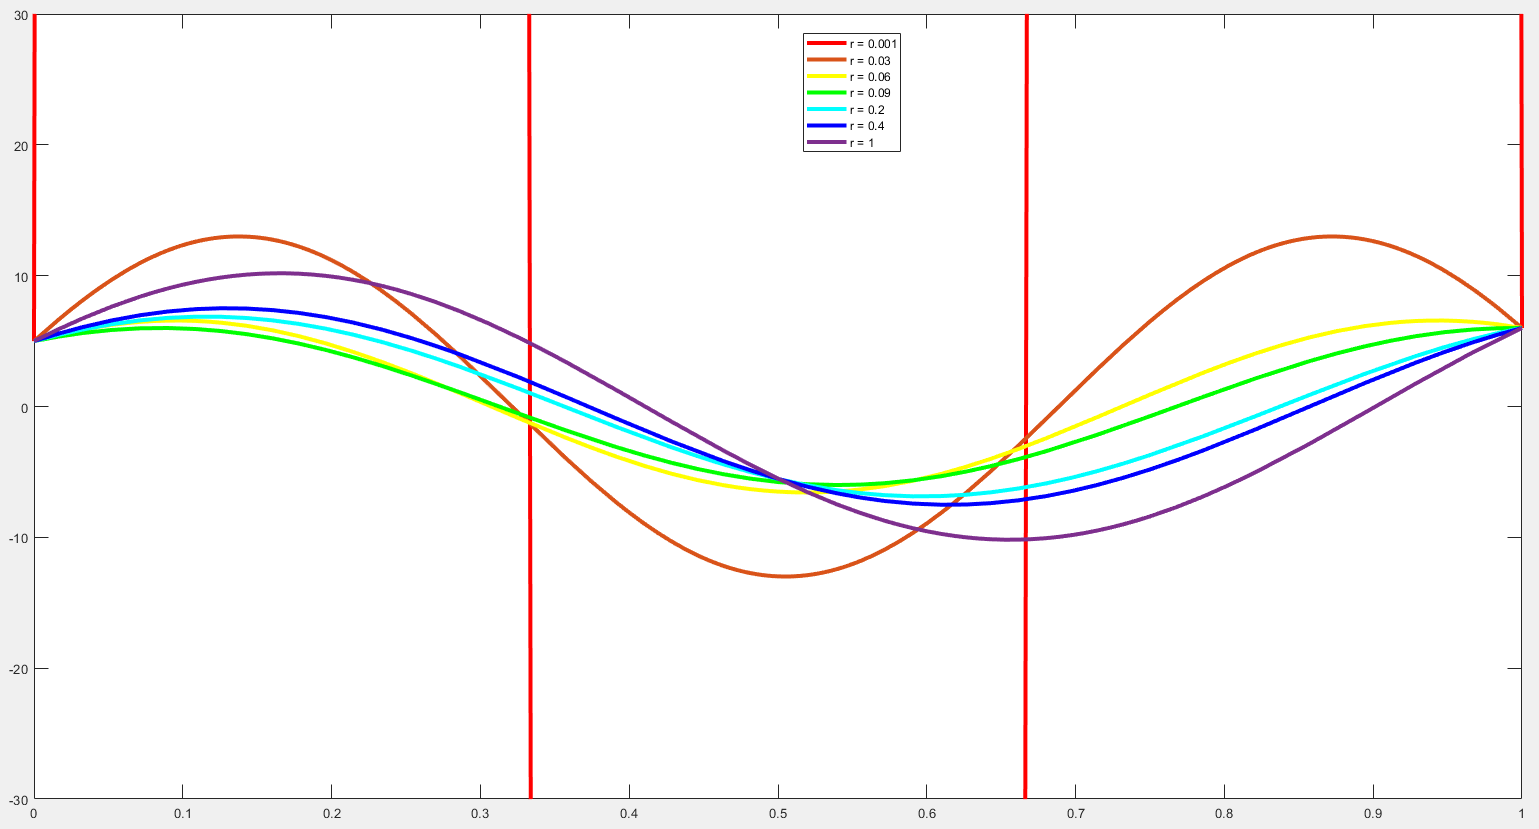 30
20
10
0
-10
-20
-30
0 0.1 0.2 0.3 0.4 0.5 0.6 0.7 0.8 0.9 1
r = 0.001
r = 0.03
r = 0.06
r = 0.09
r = 0.2
r = 0.4
r = 1